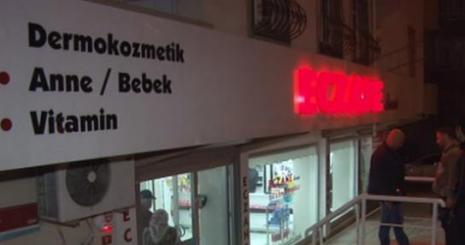 Dermokozmetik
Anne / Bebek
Vitamin
ECZANE